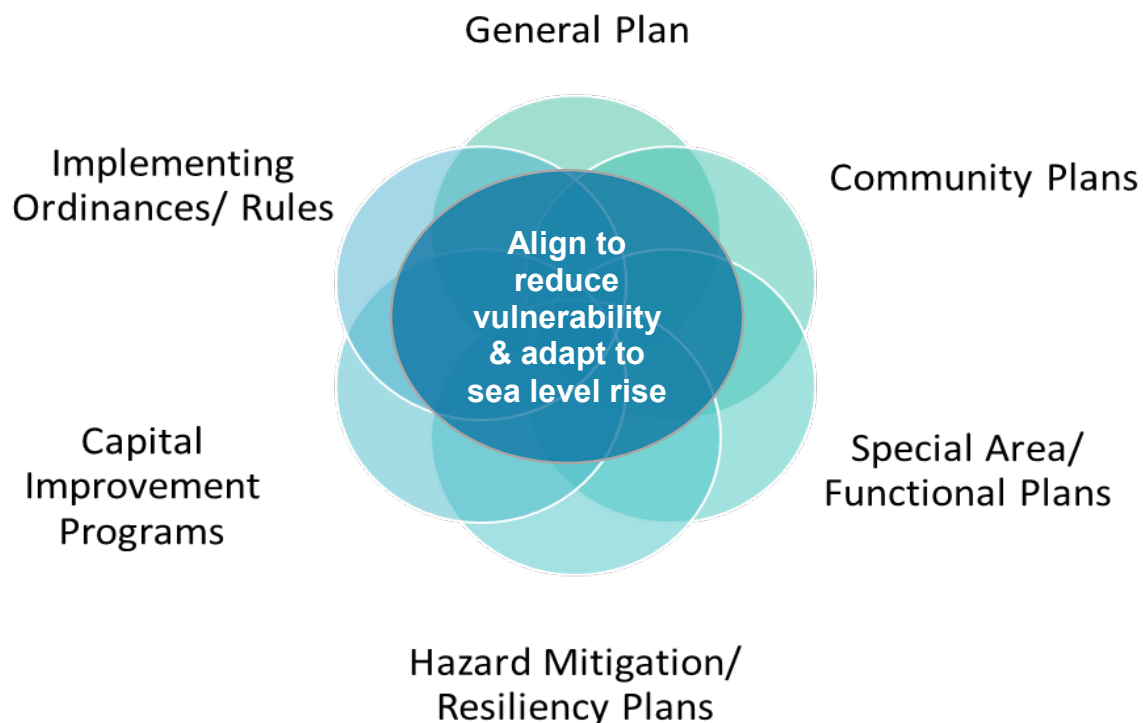 General Plan
Implementing
Ordinances/ Rules
Community Plans
Align to
reduce
vulnerability
& adapt to
sea level rise
Capital
Improvement
Programs
Special Area/
Functional Plans
Hazard Mitigation/
Resiliency Plans